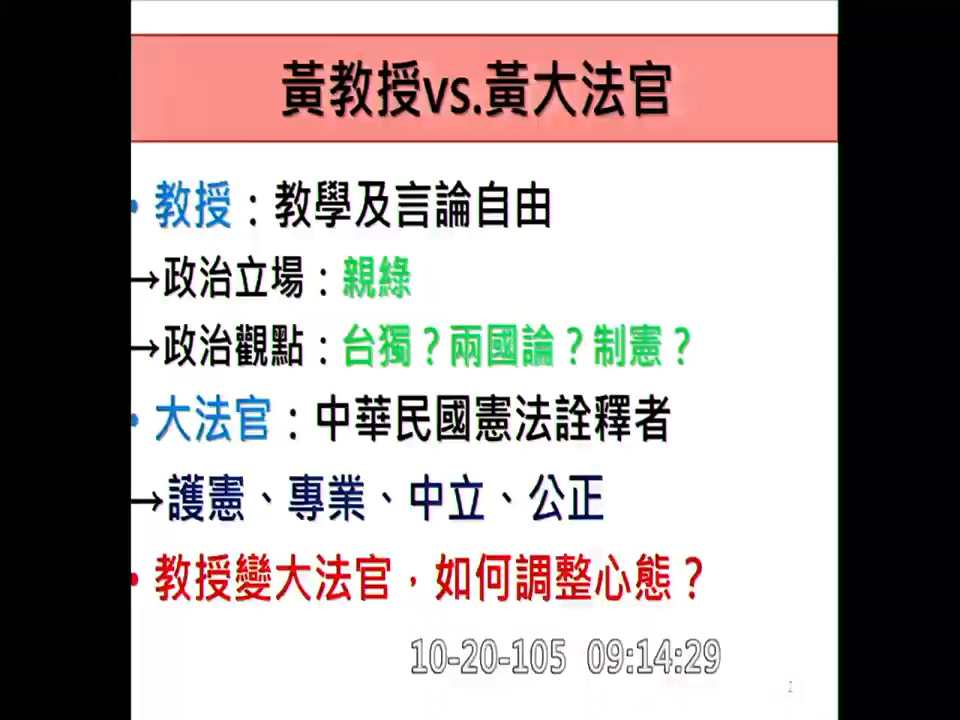 黃教授vs.黃大法官
• 教授：教學及言論自由
→政治立場：親綠
→政治觀點：台獨？兩國論？制憲？
• 大法官：中華民國憲法詮釋者
→護憲、專業、中立、公正
• 教授變大法官，如何調整心態？
10-20-105 09:14:29
2